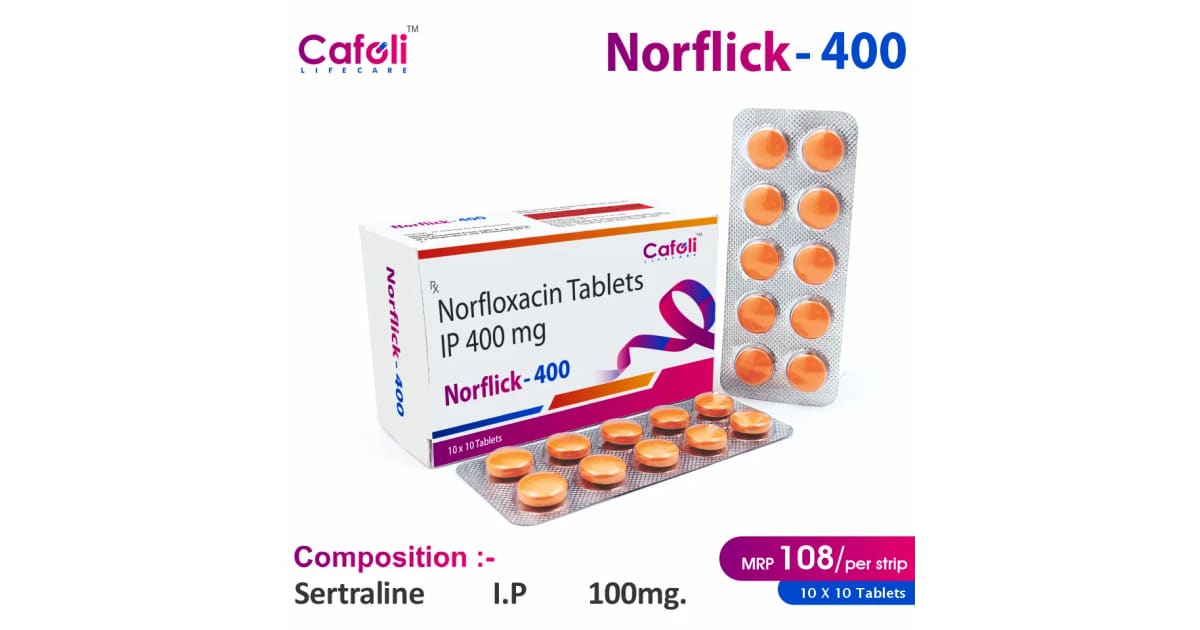 Cafoli™
LIFECARE
Norflick - 400
Norflick - 400
Cafoli™
LIFECARE
Rx
Norfloxacin Tablets
IP 400 mg
Norflick - 400
Norflick - 400
10 x 10 Tablets
Composition :-
Sertraline I.P 100mg.
MRP 108/per strip
10 X 10 Tablets